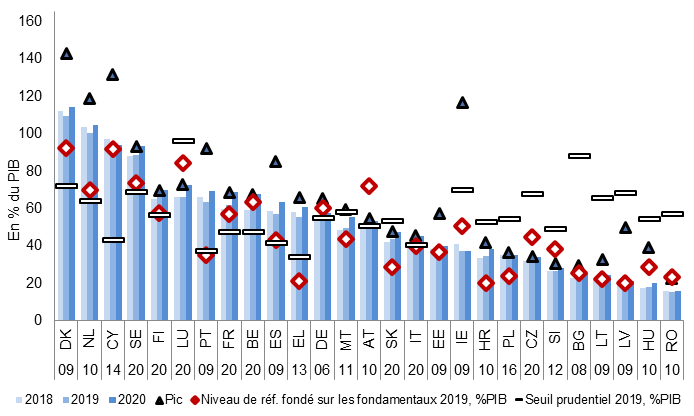 En % du PIB
160
140
120
100
80
60
40
20
0
DK NL CY SE FI LU PT FR BE ES EL DE MT AT SK IT EE IE HR PL CZ SI BG LT LV HU RO
09 10 14 20 20 20 09 20 20 09 13 06 11 10 20 20 09 09 10 16 20 12 08 09 09 09 10
2018 2019 2020 Pic Niveau de réf. fondé sur les fondamentaux 2019, %PIB Seuil prudentiel 2019, %PIB